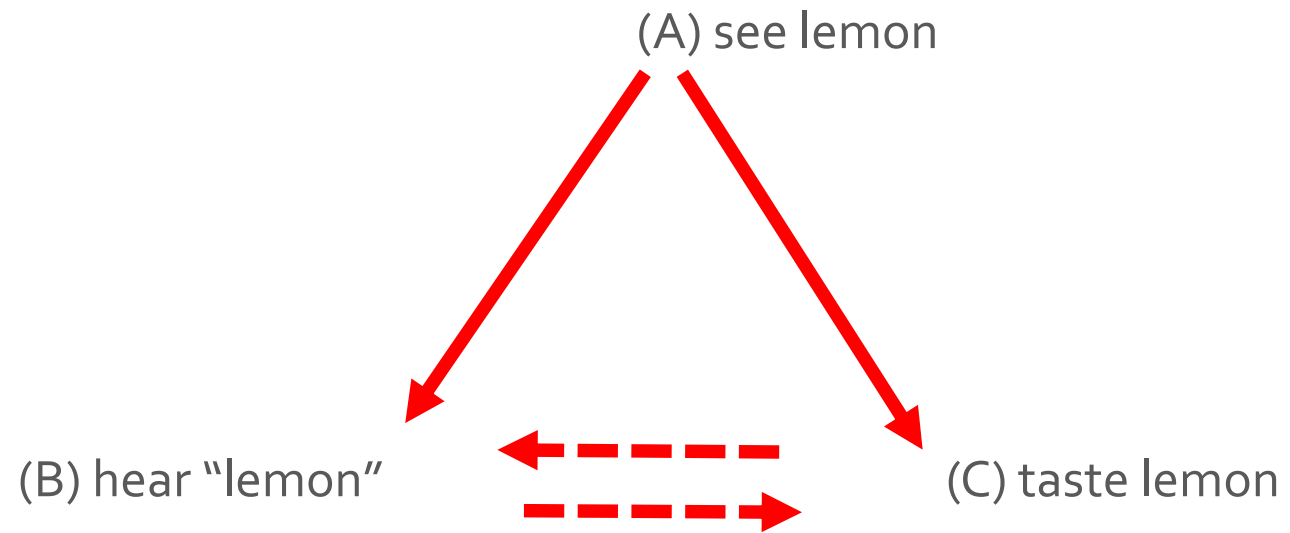 (A) see lemon
(B) hear “lemon”
(C) taste lemon